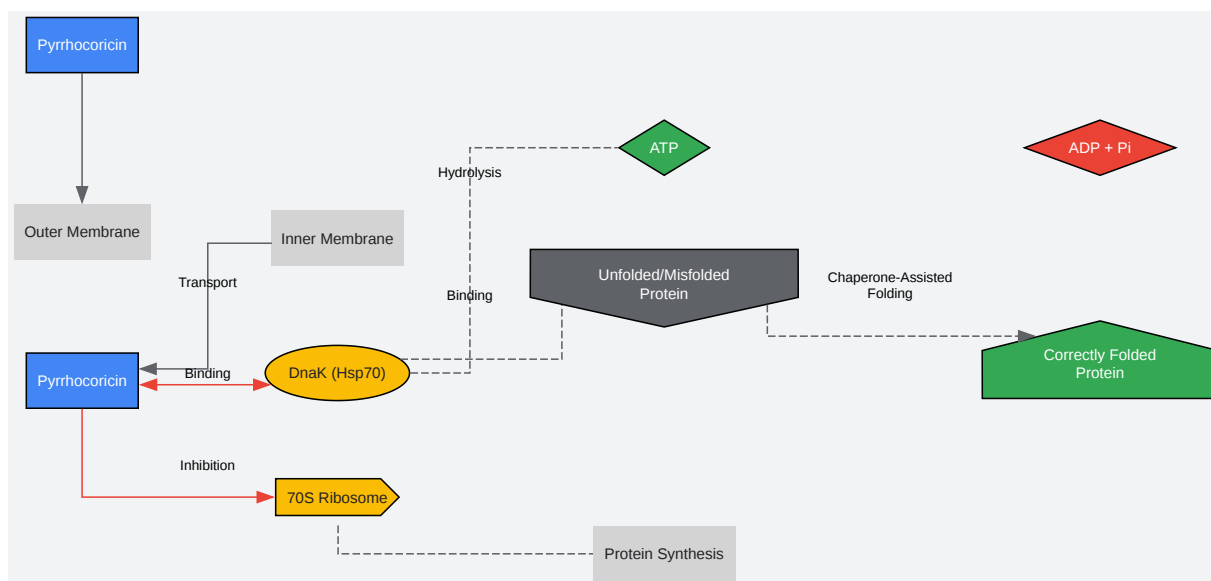 Pyrrhocoricin
ATP
ADP + Pi
Hydrolysis
Outer Membrane
Inner Membrane
Transport
Binding
Unfolded/Misfolded
Protein
Chaperone-Assisted
Folding
Pyrrhocoricin
Binding
DnaK (Hsp70)
Correctly Folded
Protein
Inhibition
70S Ribosome
Protein Synthesis